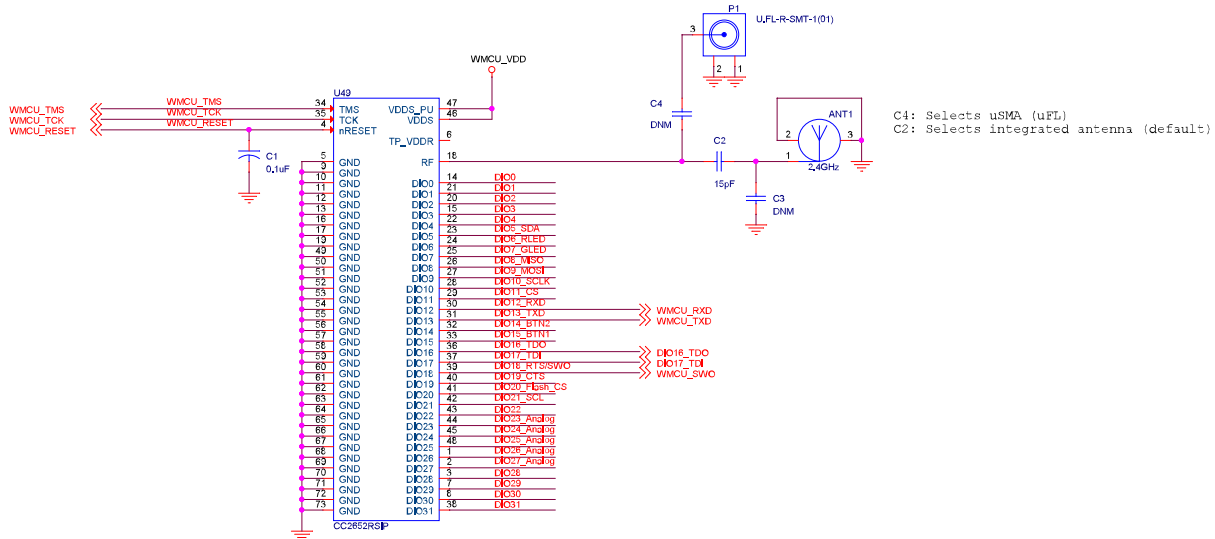 P1
U.FL-R-SMT-1(01)
3
2
1
WMCU_VDD
U49
C4
DNM
ANT1
C4: Selects uSMA (uFL)
C2: Selects integrated antenna (default)
WMCU_TMS
WMCU_TMS
34
TMS
VDDS_PU
47
WMCU_TCK
WMCU_TCK
35
TCK
VDDS
46
WMCU_RESET
WMCU_RESET
4
nRESET
TP_VDDR
6
C1
0.1uF
C2
15pF
2
3
1
2.4GHz
C3
DNM
5
GND
RF
18
9
GND
10
GND
DIO0
14
DIO0
11
GND
DIO1
21
DIO1
12
GND
DIO2
20
DIO2
13
GND
DIO3
15
DIO3
16
GND
DIO4
22
DIO4
17
GND
DIO5
23
DIO5_SDA
19
GND
DIO6
24
DIO6_RLED
49
GND
DIO7
25
DIO7_GLED
50
GND
DIO8
26
DIO8_MISO
51
GND
DIO9
27
DIO9_MOSI
52
GND
DIO10
28
DIO10_SCLK
53
GND
DIO11
29
DIO11_CS
54
GND
DIO12
30
DIO12_RXD
WMCU_RXD
55
GND
DIO13
31
DIO13_TXD
WMCU_TXD
56
GND
DIO14
32
DIO14_BTN2
57
GND
DIO15
33
DIO15_BTN1
58
GND
DIO16
36
DIO16_TDO
DIO16_TDO
59
GND
DIO17
37
DIO17_TDI
DIO17_TDI
60
GND
DIO18
39
DIO18_RTS/SWO
WMCU_SWO
61
GND
DIO19
40
DIO19_CTS
62
GND
DIO20
41
DIO20_Flash_CS
63
GND
DIO21
42
DIO21_SCL
64
GND
DIO22
43
DIO22
65
GND
DIO23
44
DIO23_Analog
66
GND
DIO24
45
DIO24_Analog
67
GND
DIO25
48
DIO25_Analog
68
GND
DIO26
1
DIO26_Analog
69
GND
DIO27
2
DIO27_Analog
70
GND
DIO28
3
DIO28
71
GND
DIO29
7
DIO29
72
GND
DIO30
8
DIO30
73
GND
DIO31
38
DIO31
CC2652RSIP